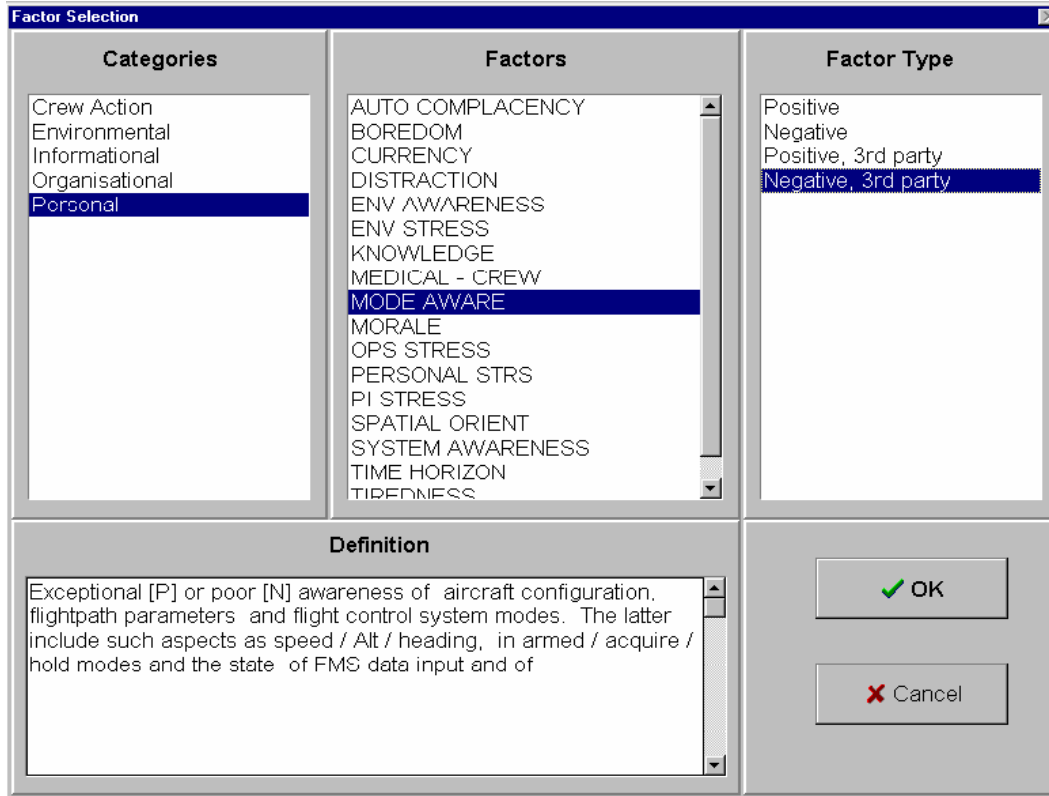 Factor Selection
Categories
Crew Action
Environmental
Informational
Organisational
Personal
Factors
AUTO COMPLACENCY
BOREDOM
CURRENCY
DISTRACTION
ENV AWARENESS
ENV STRESS
KNOWLEDGE
MEDICAL - CREW
MODE AWARE
MORALE
OPS STRESS
PERSONAL STRS
PI STRESS
SPATIAL ORIENT
SYSTEM AWARENESS
TIME HORIZON
TIREDNESS
Factor Type
Positive
Negative
Positive, 3rd party
Negative, 3rd party
Definition
Exceptional [P] or poor [N] awareness of aircraft configuration,
flightpath parameters and flight control system modes. The latter
include such aspects as speed / Alt / heading, in armed / acquire /
hold modes and the state of FMS data input and of
OK
Cancel